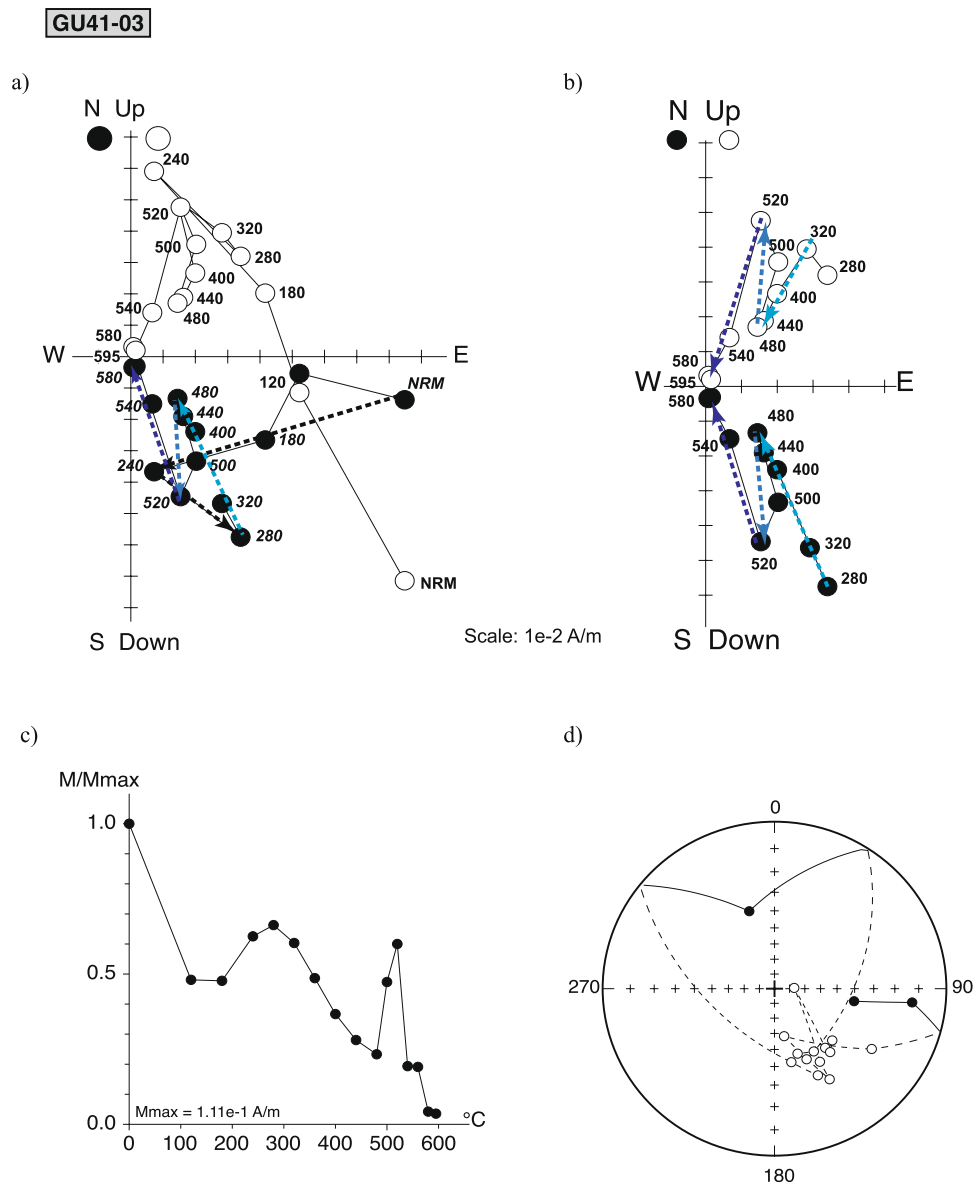 GU41-03
a)
N Up
240
520
320
500
280
400
180
440
480
540
580
W
595
E
580
120
NRM
480
540
440
400
180
240
500
520
320
280
NRM
S Down
b)
N Up
520
320
500
280
400
440
480
540
580
W
595
E
580
480
540
440
400
500
520
320
280
S Down
Scale: 1e-2 A/m
c)
M/Mmax
1.0
0.5
0.0
Mmax = 1.11e-1 A/m
°C
0 100 200 300 400 500 600
d)
0
270
90
180